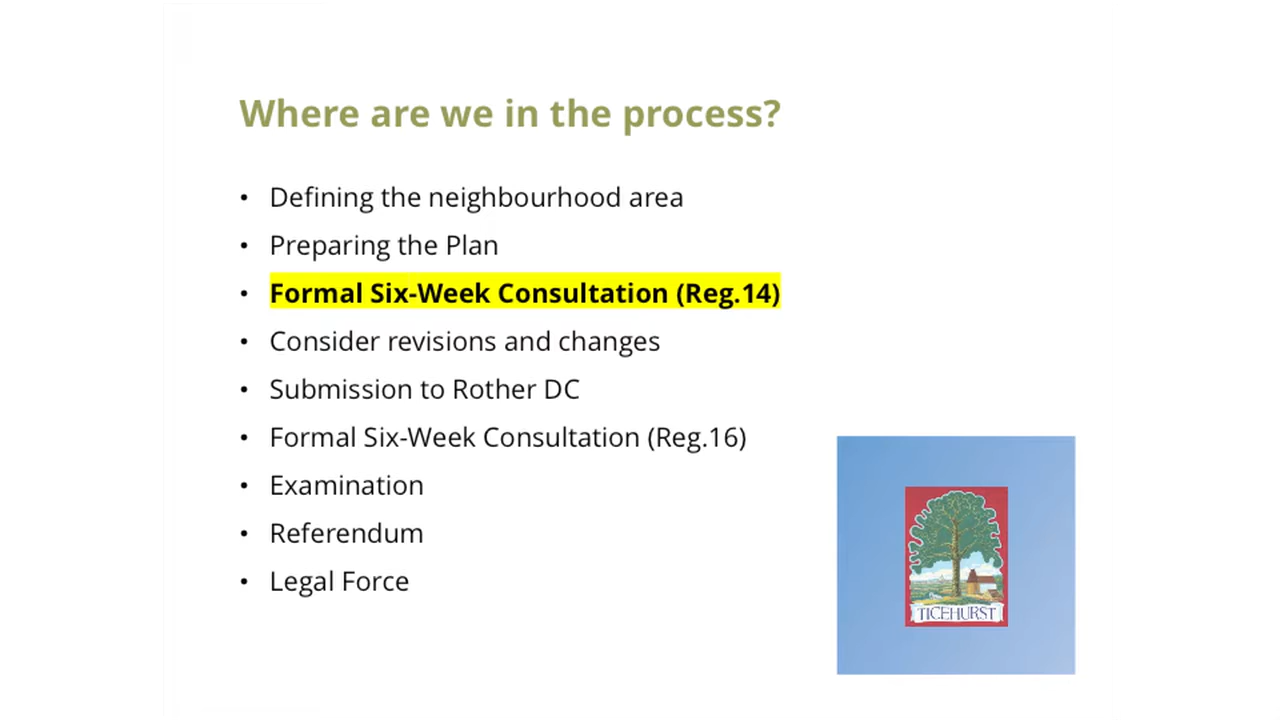 Where are we in the process?
• Defining the neighbourhood area
• Preparing the Plan
• Formal Six-Week Consultation (Reg.14)
• Consider revisions and changes
• Submission to Rother DC
• Formal Six-Week Consultation (Reg.16)
• Examination
• Referendum
• Legal Force
TICEHURST